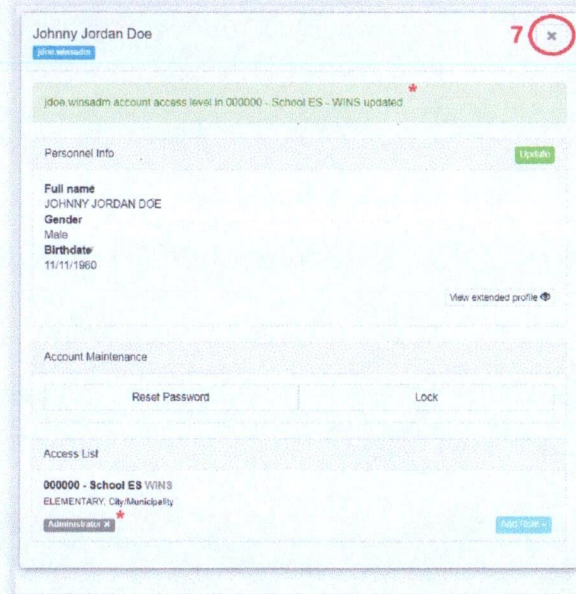 Johnny Jordan Doe
7 ×
jdoe.winsadm
jdoe.winsadm account access level in 000000 - School ES - WINS updated *
Personnel Info
Update
Full name
JOHNNY JORDAN DOE
Gender
Male
Birthdate
11/11/1960
View extended profile
Account Maintenance
Reset Password
Lock
Access List
000000 - School ES WINS
ELEMENTARY, City/Municipality
Administrator × *
Add Role